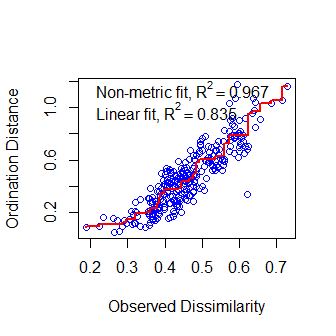 Non-metric fit, R² = 0.967
Linear fit, R² = 0.835
Ordination Distance
0.2 0.6 1.0
0.2 0.3 0.4 0.5 0.6 0.7
Observed Dissimilarity